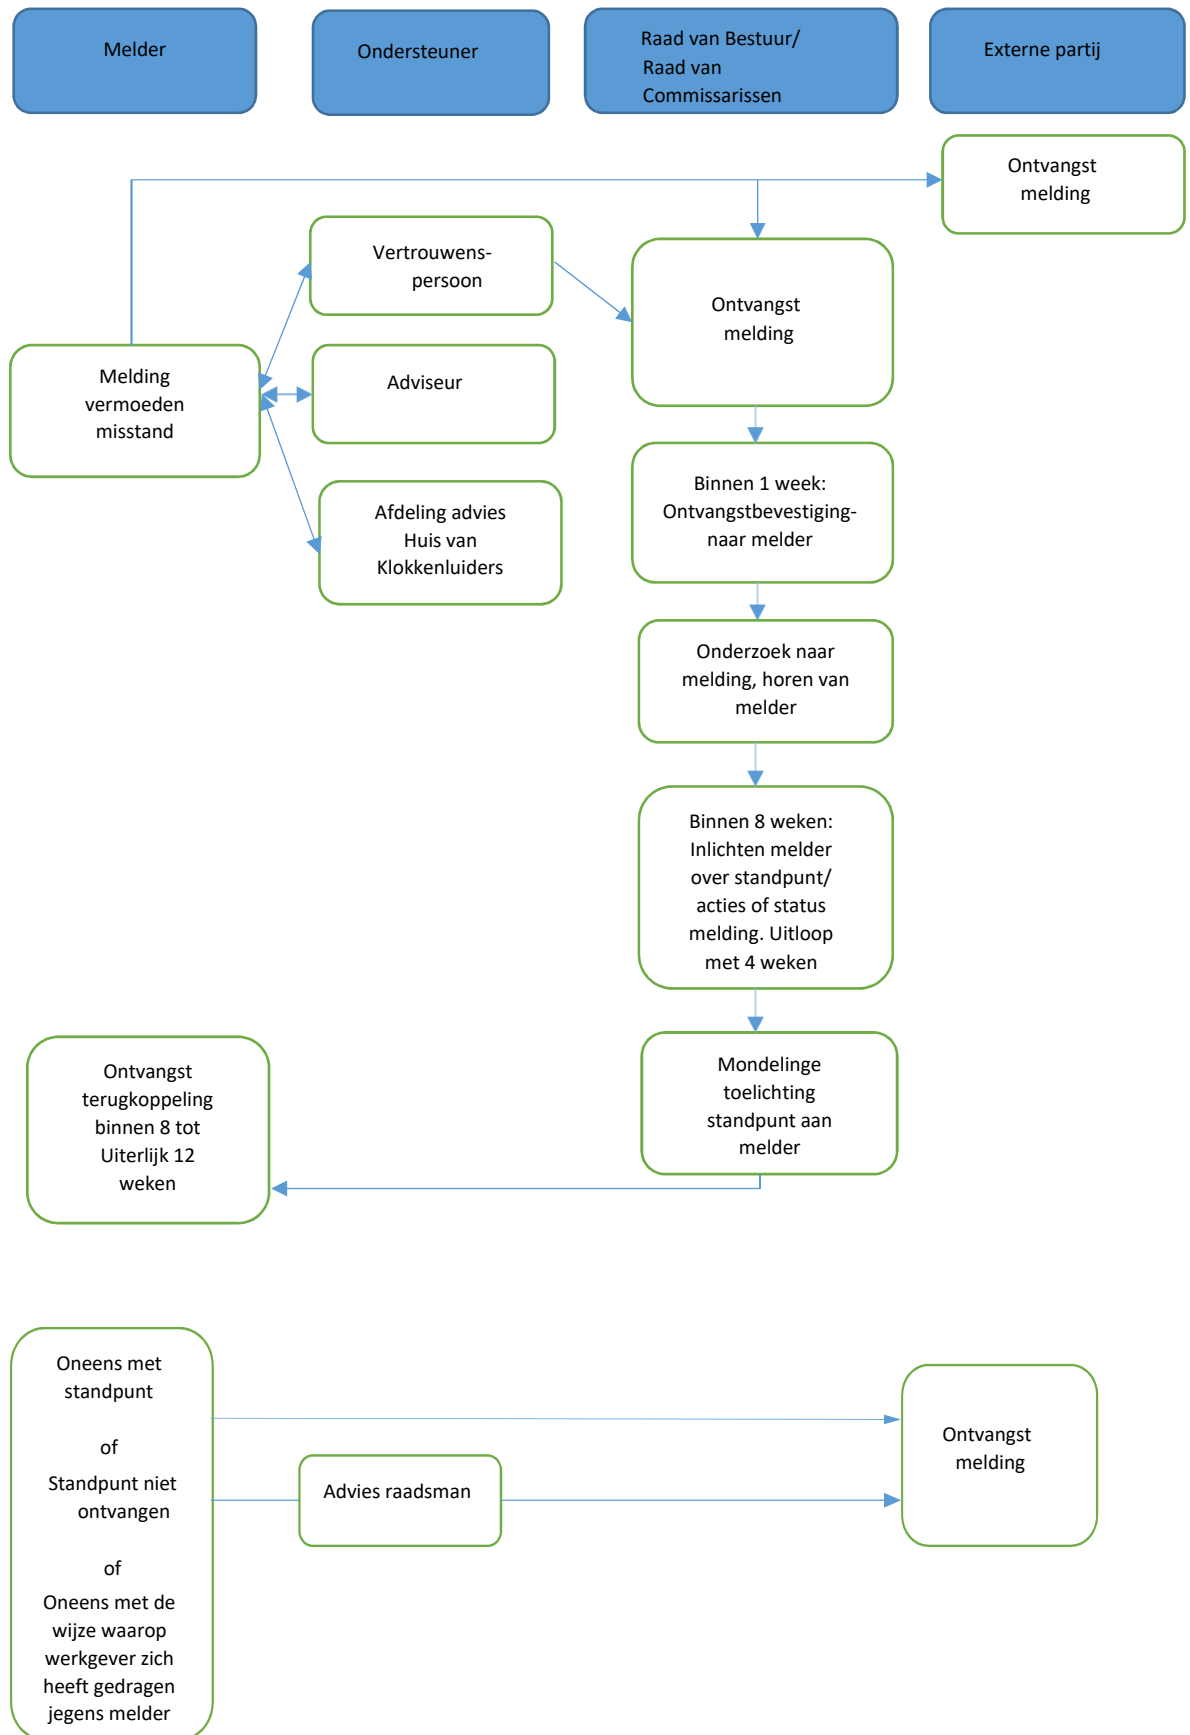 Melder
Ondersteuner
Raad van Bestuur/
Raad van
Commissarissen
Externe partij
Ontvangst
melding
Vertrouwens-
persoon
Ontvangst
melding
Melding
vermoeden
misstand
Adviseur
Binnen 1 week:
Ontvangstbevestiging-
naar melder
Afdeling advies
Huis van
Klokkenluiders
Onderzoek naar
melding, horen van
melder
Binnen 8 weken:
Inlichten melder
over standpunt/
acties of status
melding. Uitloop
met 4 weken
Mondelinge
toelichting
standpunt aan
melder
Ontvangst
terugkoppeling
binnen 8 tot
Uiterlijk 12
weken
Oneens met
standpunt
of
Standpunt niet
ontvangen
of
Oneens met de
wijze waarop
werkgever zich
heeft gedragen
jegens melder
Advies raadsman
Ontvangst
melding